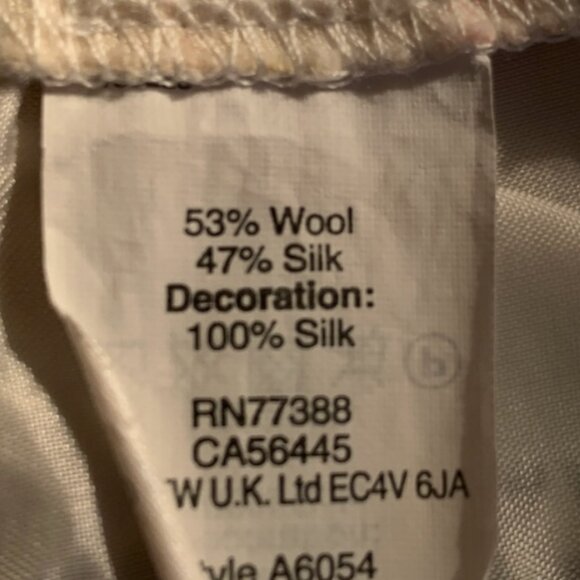 53% Wool
47% Silk
Decoration:
100% Silk
RN77388
CA56445
W U.K. Ltd EC4V 6JA
A6054